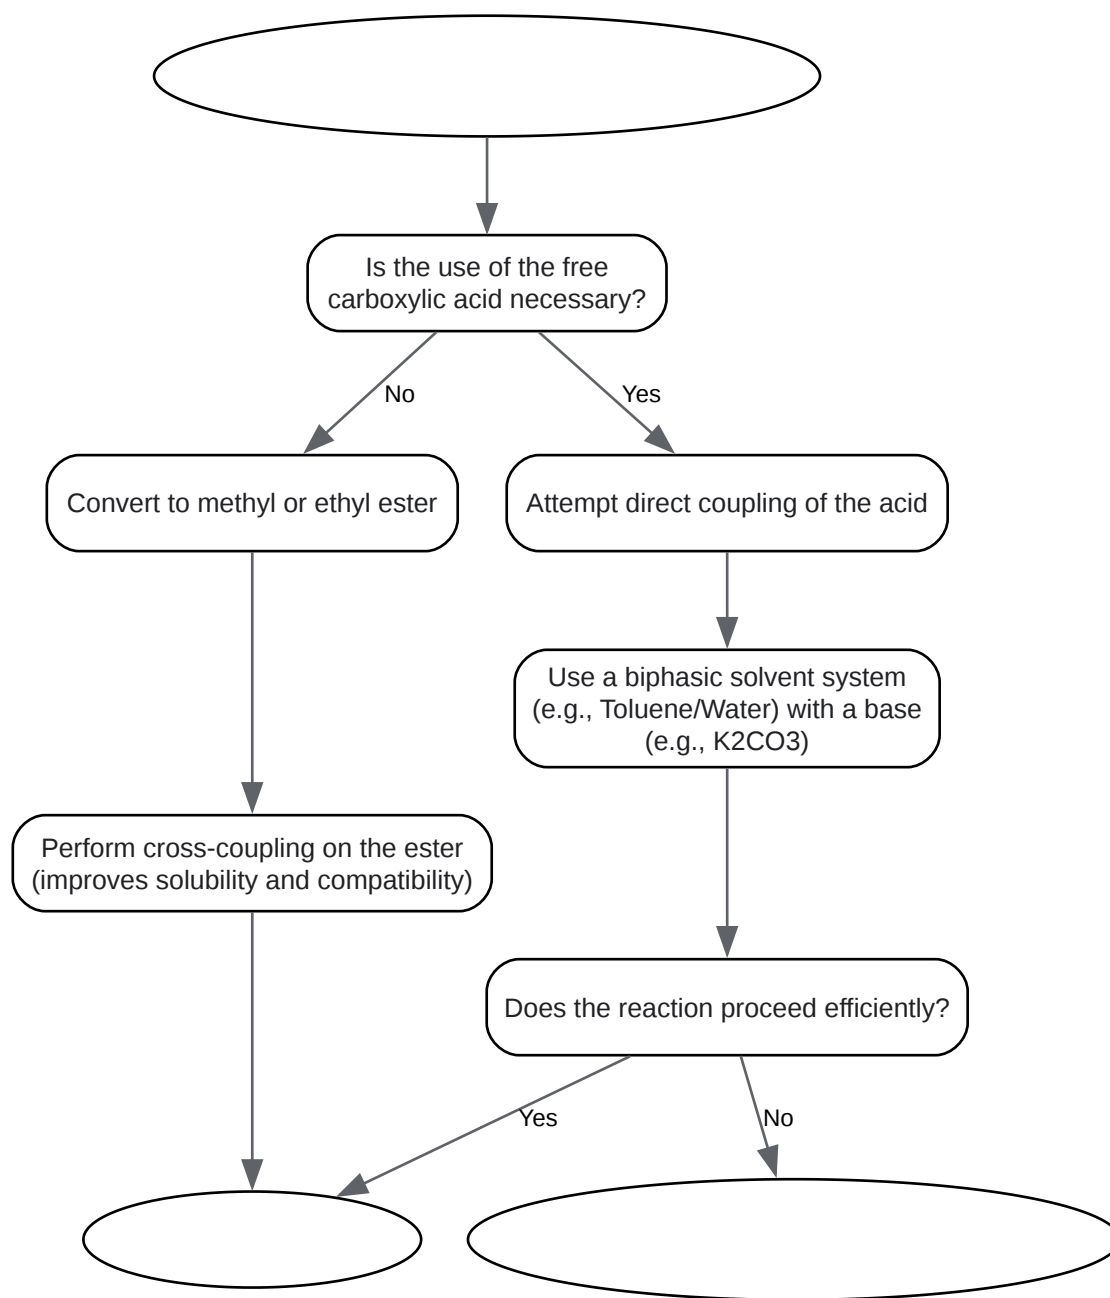 Is the use of the free
carboxylic acid necessary?
No
Yes
Convert to methyl or ethyl ester
Attempt direct coupling of the acid
Use a biphasic solvent system
(e.g., Toluene/Water) with a base
(e.g., K2CO3)
Perform cross-coupling on the ester
(improves solubility and compatibility)
Does the reaction proceed efficiently?
Yes
No